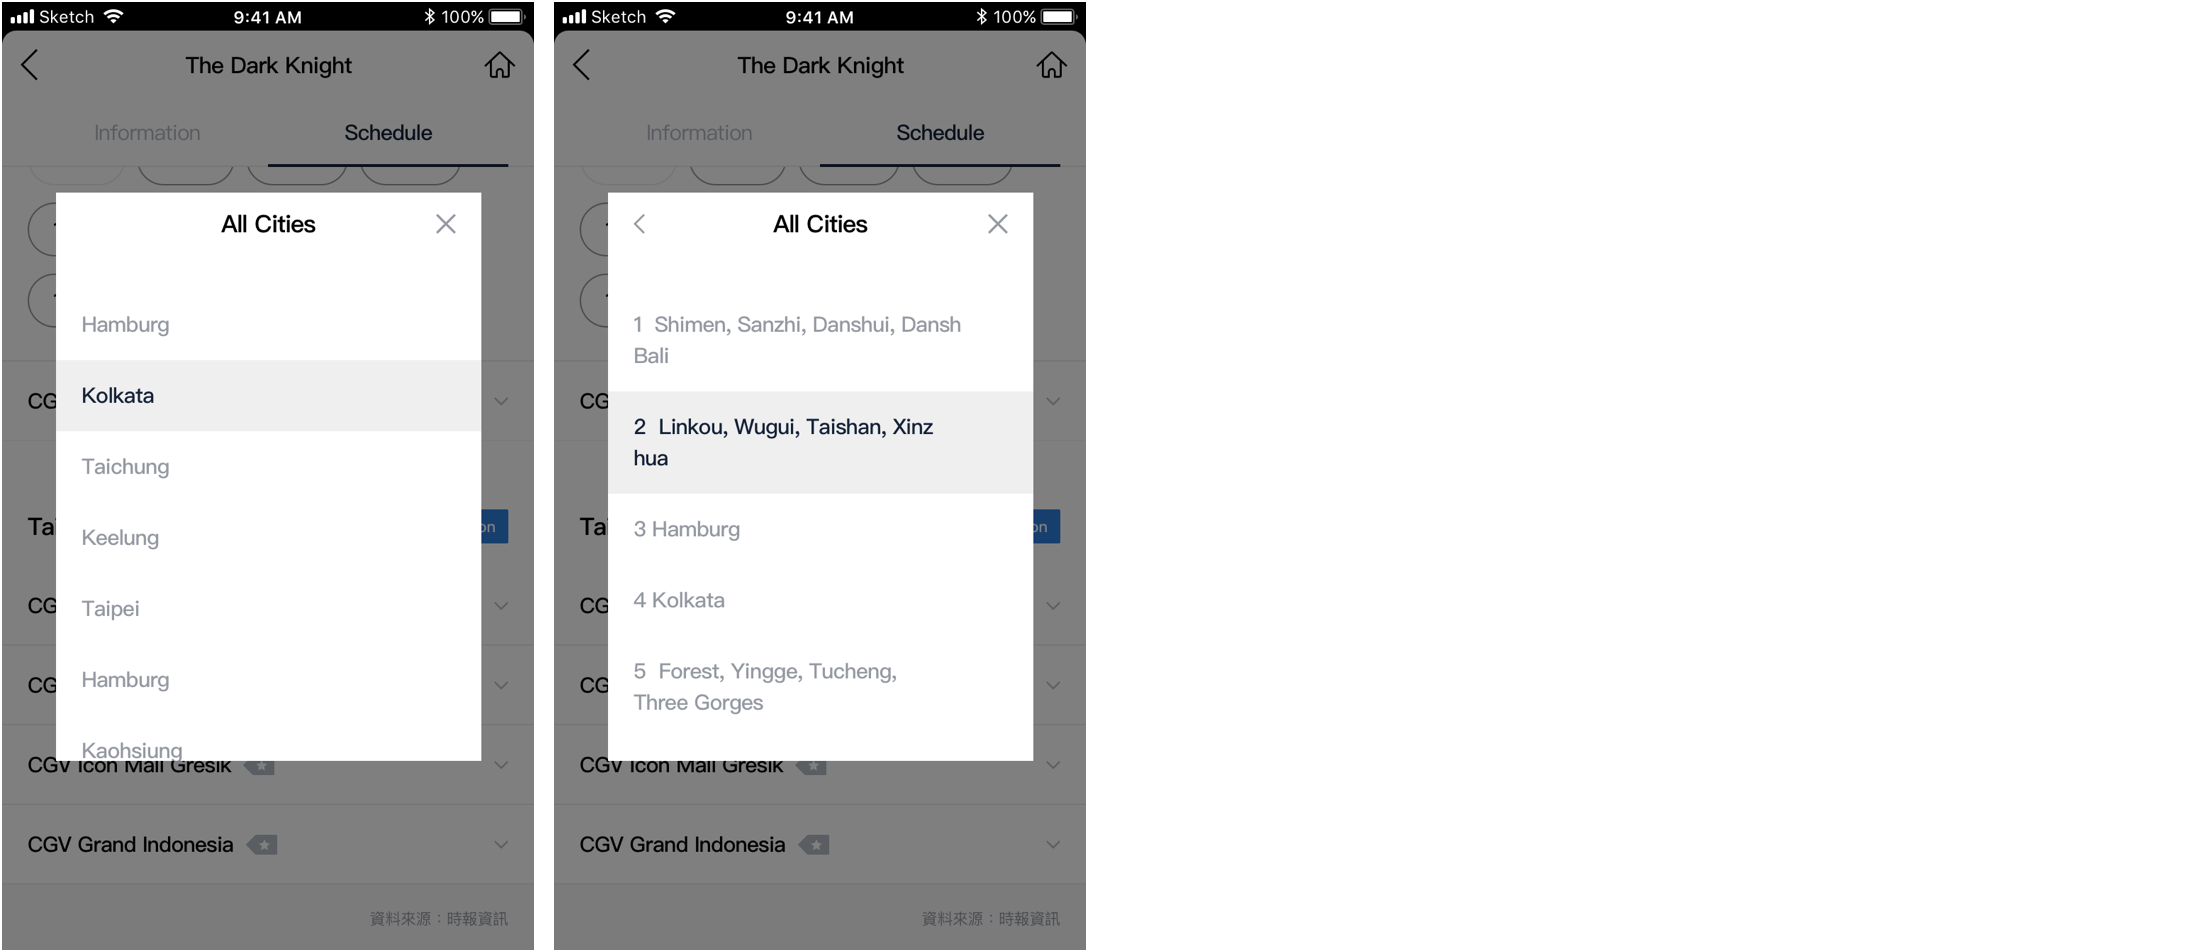 Sketch 9:41 AM 100%
The Dark Knight
Information Schedule
All Cities
Hamburg
Kolkata
CG
Taichung
Keelung
Tai
on
Taipei
CG
Hamburg
CG
Kaohsiung
CGV Icon Mall Gresik
CGV Grand Indonesia
資料來源：時報資訊
Sketch 9:41 AM 100%
The Dark Knight
Information Schedule
All Cities
1 Shimen, Sanzhi, Danshui, Dansh
Bali
CG
2 Linkou, Wugui, Taishan, Xinz
hua
Tai
on
3 Hamburg
4 Kolkata
CG
5 Forest, Yingge, Tucheng,
Three Gorges
CG
CGV Icon Mall Gresik
CGV Grand Indonesia
資料來源：時報資訊